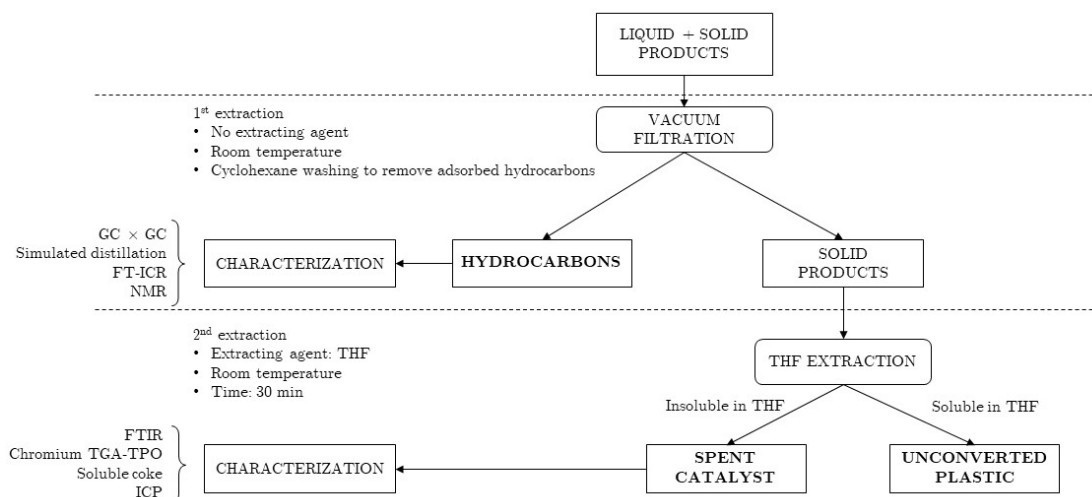 LIQUID + SOLID
PRODUCTS
1st extraction
• No extracting agent
• Room temperature
• Cyclohexane washing to remove adsorbed hydrocarbons
VACUUM
FILTRATION
GC × GC
Simulated distillation
FT-ICR
NMR
CHARACTERIZATION
HYDROCARBONS
SOLID
PRODUCTS
2nd extraction
• Extracting agent: THF
• Room temperature
• Time: 30 min
THF EXTRACTION
Insoluble in THF
Soluble in THF
FTIR
Chromium TGA-TPO
Soluble coke
ICP
CHARACTERIZATION
SPENT
CATALYST
UNCONVERTED
PLASTIC